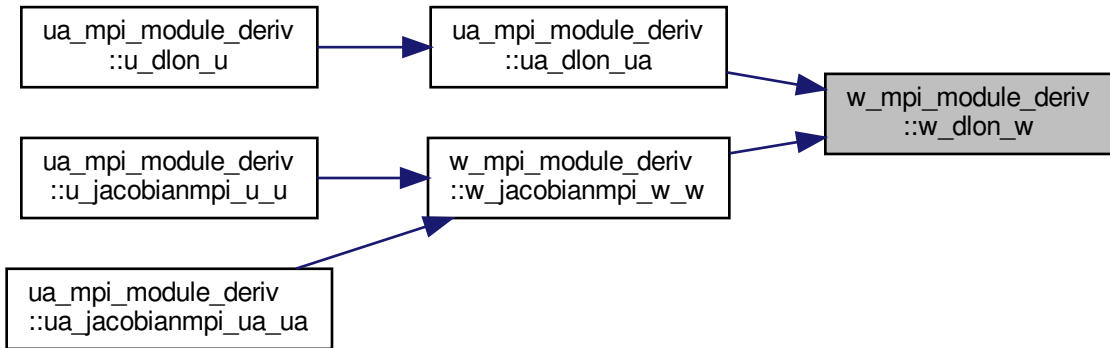 ua_mpi_module_deriv
::u_dlon_u
ua_mpi_module_deriv
::ua_dlon_ua
w_mpi_module_deriv
::w_dlon_w
ua_mpi_module_deriv
::u_jacobianmpi_u_u
w_mpi_module_deriv
::w_jacobianmpi_w_w
ua_mpi_module_deriv
::ua_jacobianmpi_ua_ua